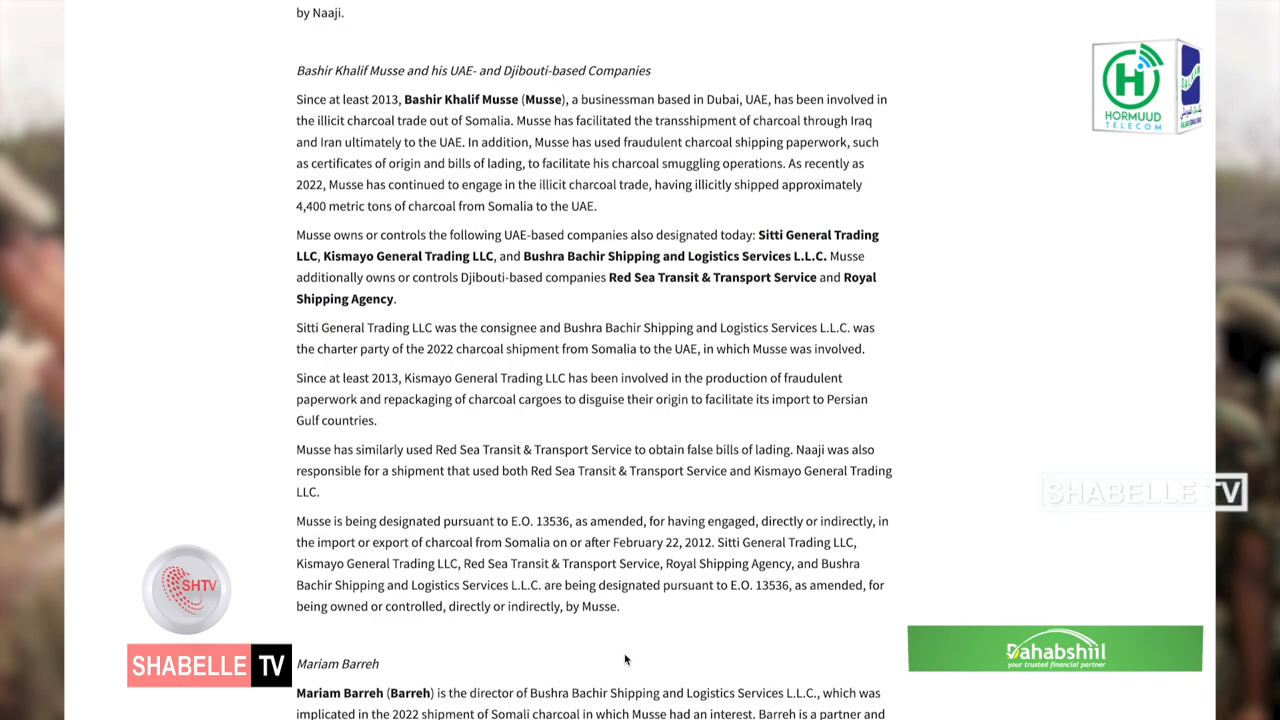 by Naaji.
Bashir Khalif Musse and his UAE- and Djibouti-based Companies
Since at least 2013, Bashir Khalif Musse (Musse), a businessman based in Dubai, UAE, has been involved in
the illicit charcoal trade out of Somalia. Musse has facilitated the transshipment of charcoal through Iraq
and Iran ultimately to the UAE. In addition, Musse has used fraudulent charcoal shipping paperwork, such
as certificates of origin and bills of lading, to facilitate his charcoal smuggling operations. As recently as
2022, Musse has continued to engage in the illicit charcoal trade, having illicitly shipped approximately
4,400 metric tons of charcoal from Somalia to the UAE.
Musse owns or controls the following UAE-based companies also designated today: Sitti General Trading
LLC, Kismayo General Trading LLC, and Bushra Bachir Shipping and Logistics Services L.L.C. Musse
additionally owns or controls Djibouti-based companies Red Sea Transit & Transport Service and Royal
Shipping Agency.
Sitti General Trading LLC was the consignee and Bushra Bachir Shipping and Logistics Services L.L.C. was
the charter party of the 2022 charcoal shipment from Somalia to the UAE, in which Musse was involved.
Since at least 2013, Kismayo General Trading LLC has been involved in the production of fraudulent
paperwork and repackaging of charcoal cargoes to disguise their origin to facilitate its import to Persian
Gulf countries.
Musse has similarly used Red Sea Transit & Transport Service to obtain false bills of lading. Naaji was also
responsible for a shipment that used both Red Sea Transit & Transport Service and Kismayo General Trading
LLC.
Musse is being designated pursuant to E.O. 13536, as amended, for having engaged, directly or indirectly, in
the import or export of charcoal from Somalia on or after February 22, 2012. Sitti General Trading LLC,
Kismayo General Trading LLC, Red Sea Transit & Transport Service, Royal Shipping Agency, and Bushra
Bachir Shipping and Logistics Services L.L.C. are being designated pursuant to E.O. 13536, as amended, for
being owned or controlled, directly or indirectly, by Musse.
Mariam Barreh
Mariam Barreh (Barreh) is the director of Bushra Bachir Shipping and Logistics Services L.L.C., which was
implicated in the 2022 shipment of Somali charcoal in which Musse had an interest. Barreh is a partner and
H
HORMUUD
TELECOM
SHABELLE TV
SHTV
SHABELLE TV
Dahabshiil
your trusted financial partner